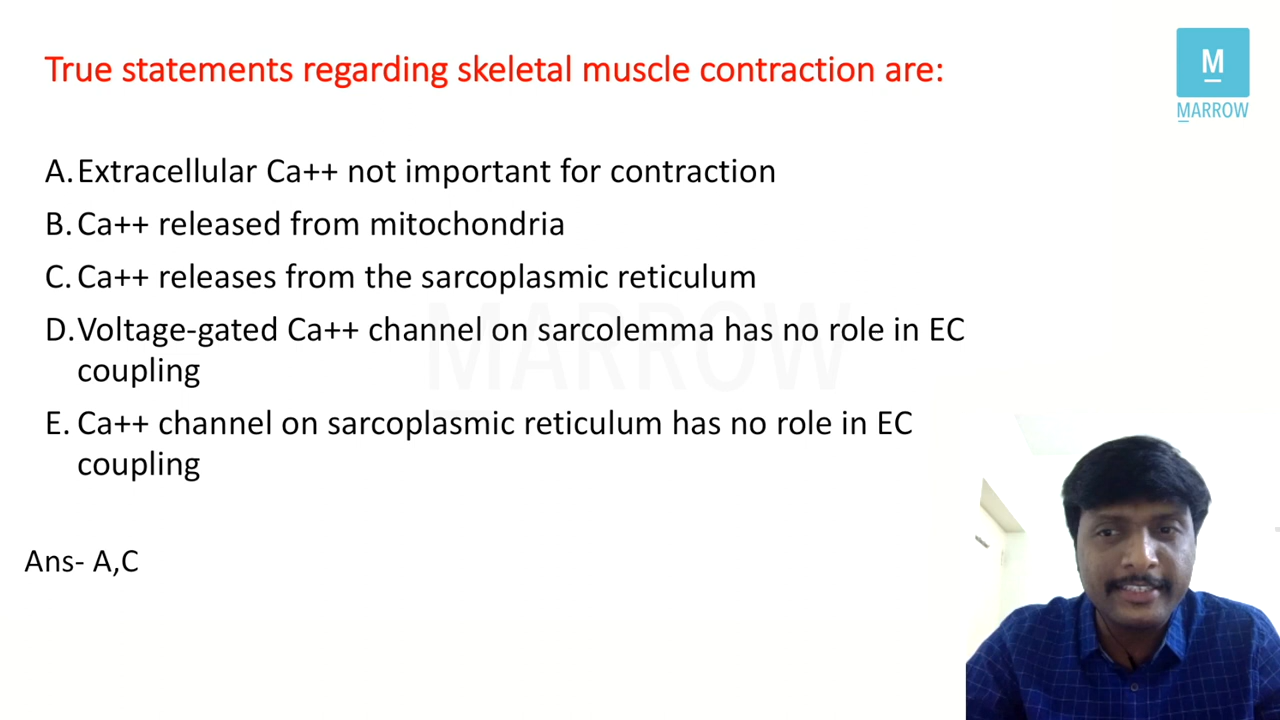 True statements regarding skeletal muscle contraction are:
M
MARROW
A. Extracellular Ca++ not important for contraction
B. Ca++ released from mitochondria
C. Ca++ releases from the sarcoplasmic reticulum
D. Voltage-gated Ca++ channel on sarcolemma has no role in EC
coupling
MARROW
E. Ca++ channel on sarcoplasmic reticulum has no role in EC
coupling
Ans- A,C